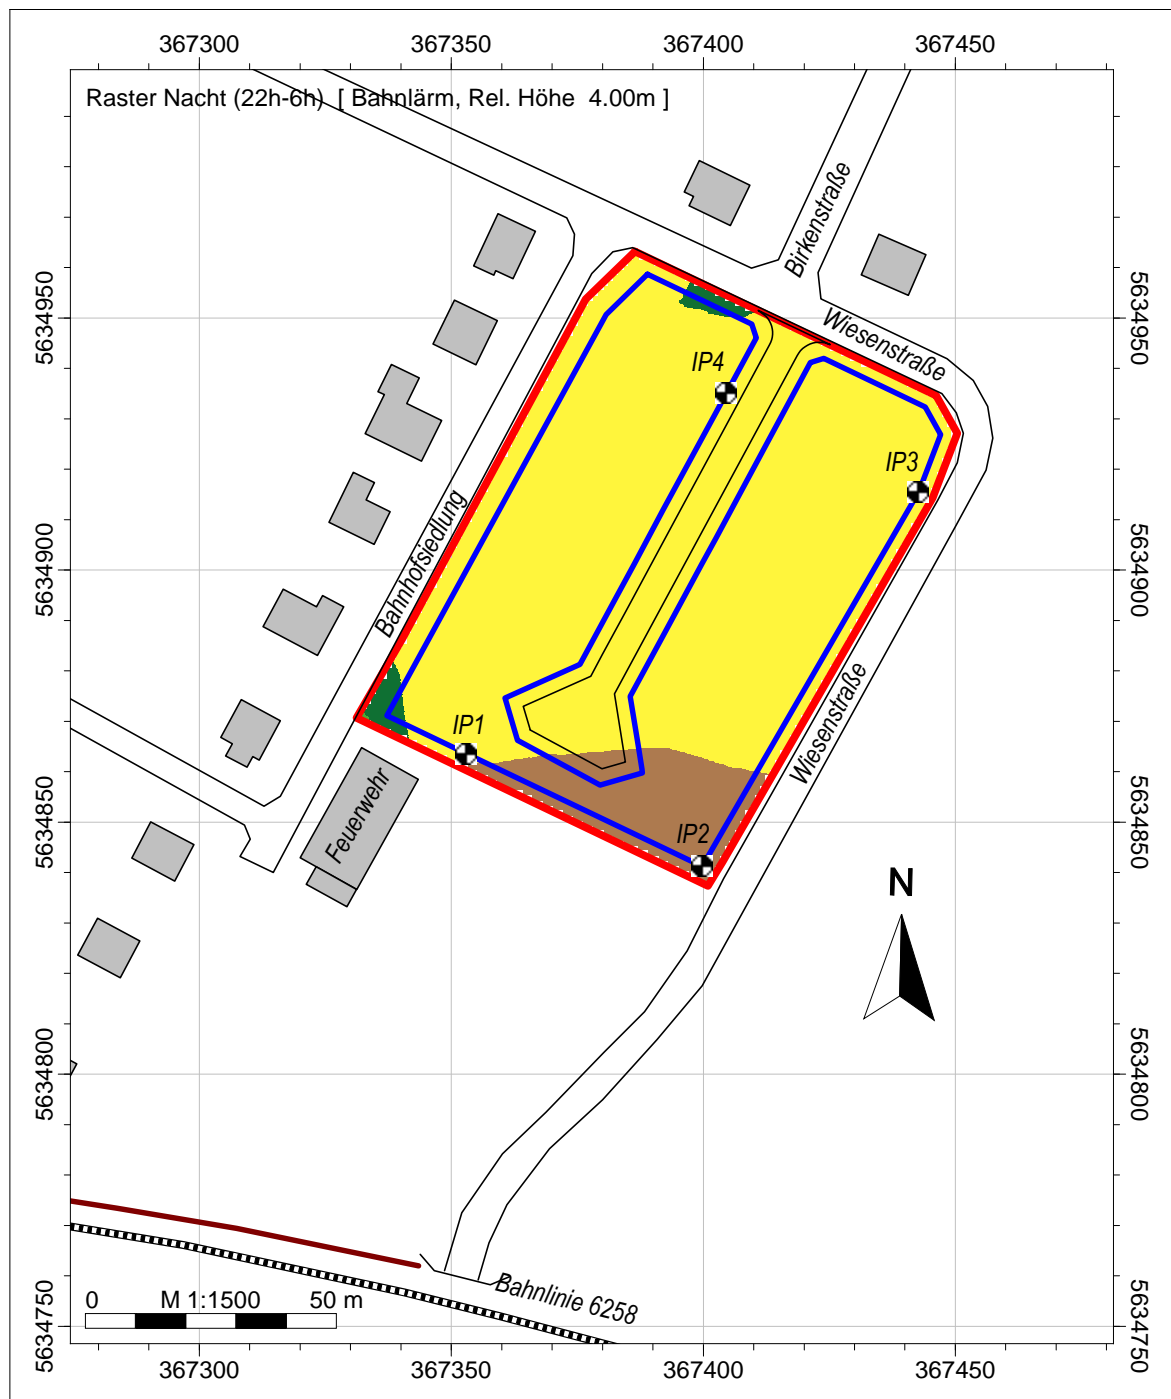 367300 367350 367400 367450
Raster Nacht (22h-6h) [ Bahnlärm, Rel. Höhe 4.00m ]
Birkenstraße
5634950
Wiesenstraße
5634950
IP4
IP3
Bahnhofsiedlung
5634900
5634900
Wiesenstraße
IP1
Feuerwehr
5634850
IP2
5634850
N
5634800
5634800
Bahnlinie 6258
0 M 1:1500 50 m
5634750
5634750
367300 367350 367400 367450